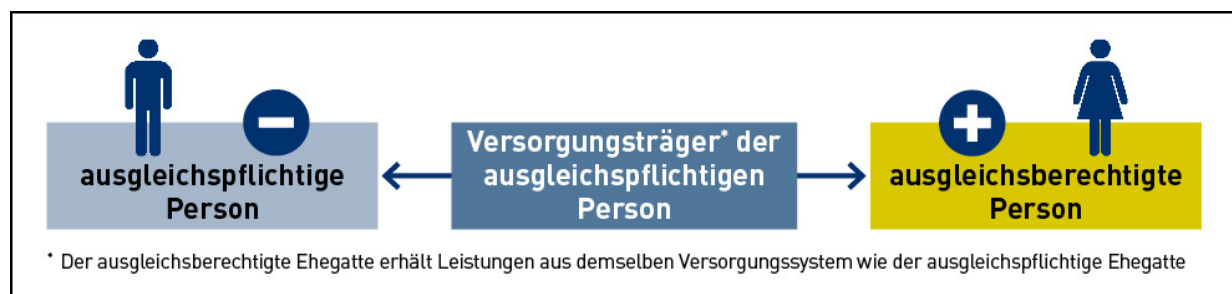 ausgleichspflichtige
Person
Versorgungsträger* der
ausgleichspflichtigen
Person
ausgleichsberechtigte
Person
* Der ausgleichsberechtigte Ehegatte erhält Leistungen aus demselben Versorgungssystem wie der ausgleichspflichtige Ehegatte